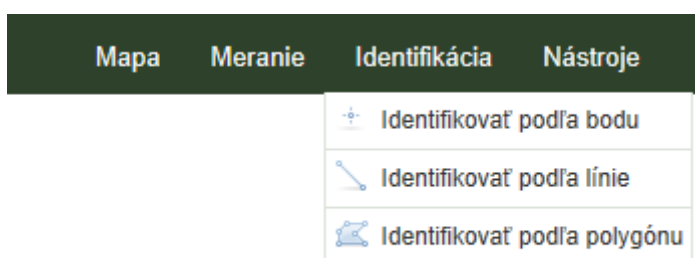 Mapa Meranie Identifikácia Nástroje
Identifikovať podľa bodu
Identifikovať podľa línie
Identifikovať podľa polygónu